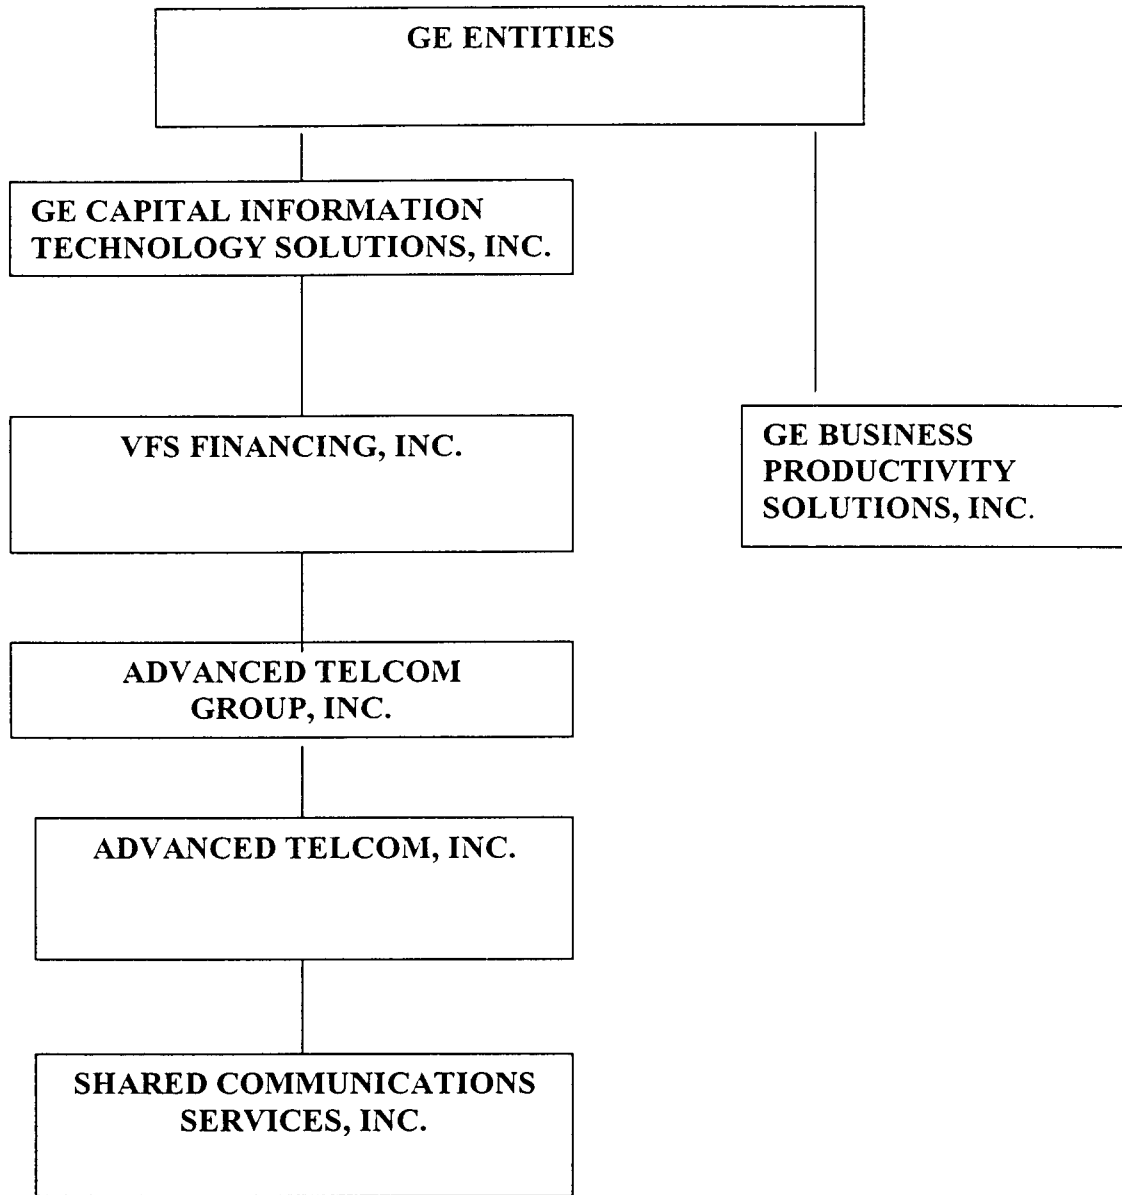 GE ENTITIES
GE CAPITAL INFORMATION
TECHNOLOGY SOLUTIONS, INC.
VFS FINANCING, INC.
GE BUSINESS
PRODUCTIVITY
SOLUTIONS, INC.
ADVANCED TELCOM
GROUP, INC.
ADVANCED TELCOM, INC.
SHARED COMMUNICATIONS
SERVICES, INC.